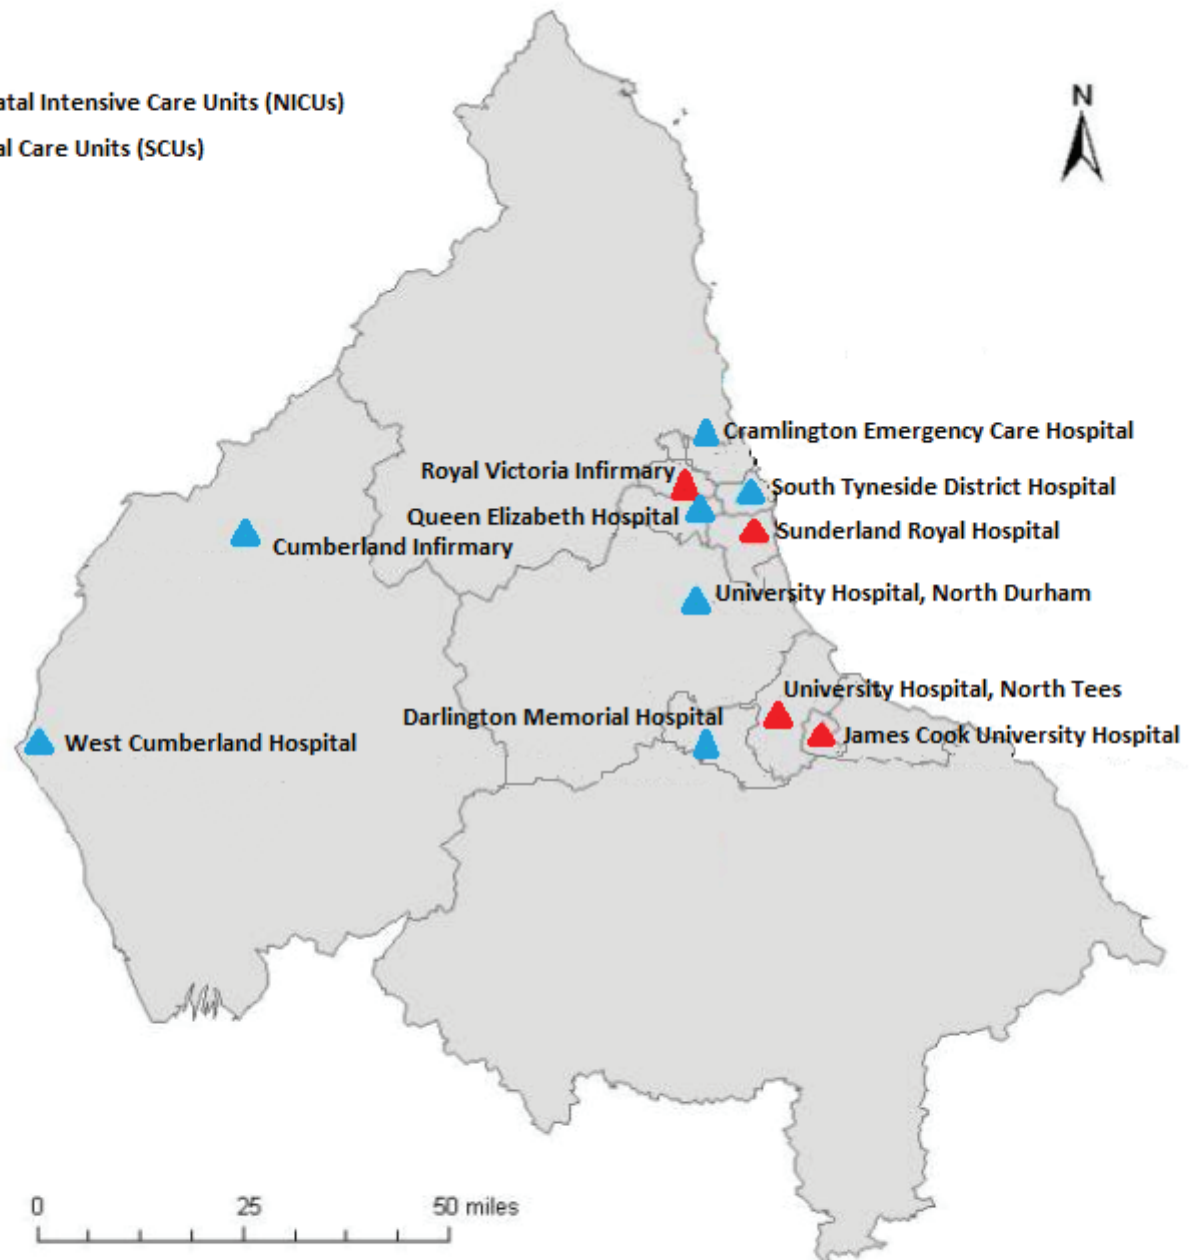 atal Intensive Care Units (NICUs)
al Care Units (SCUs)
N
Cramlington Emergency Care Hospital
Royal Victoria Infirmary
South Tyneside District Hospital
Queen Elizabeth Hospital
Sunderland Royal Hospital
Cumberland Infirmary
University Hospital, North Durham
University Hospital, North Tees
Darlington Memorial Hospital
James Cook University Hospital
West Cumberland Hospital
0 25 50 miles